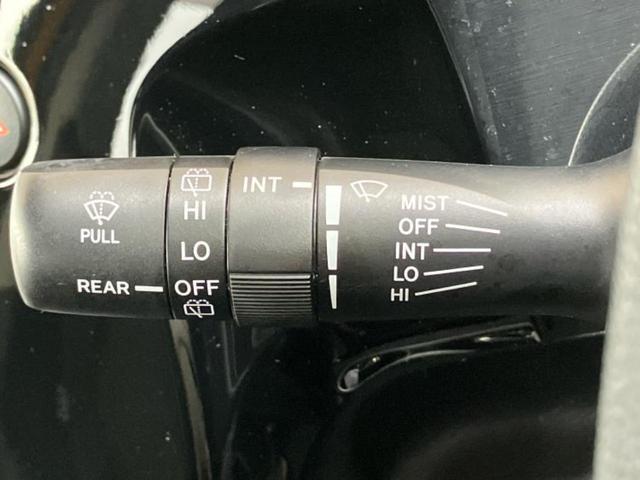 PULL
REAR
HI
LO
OFF
INT
MIST
OFF
INT
LO
HI